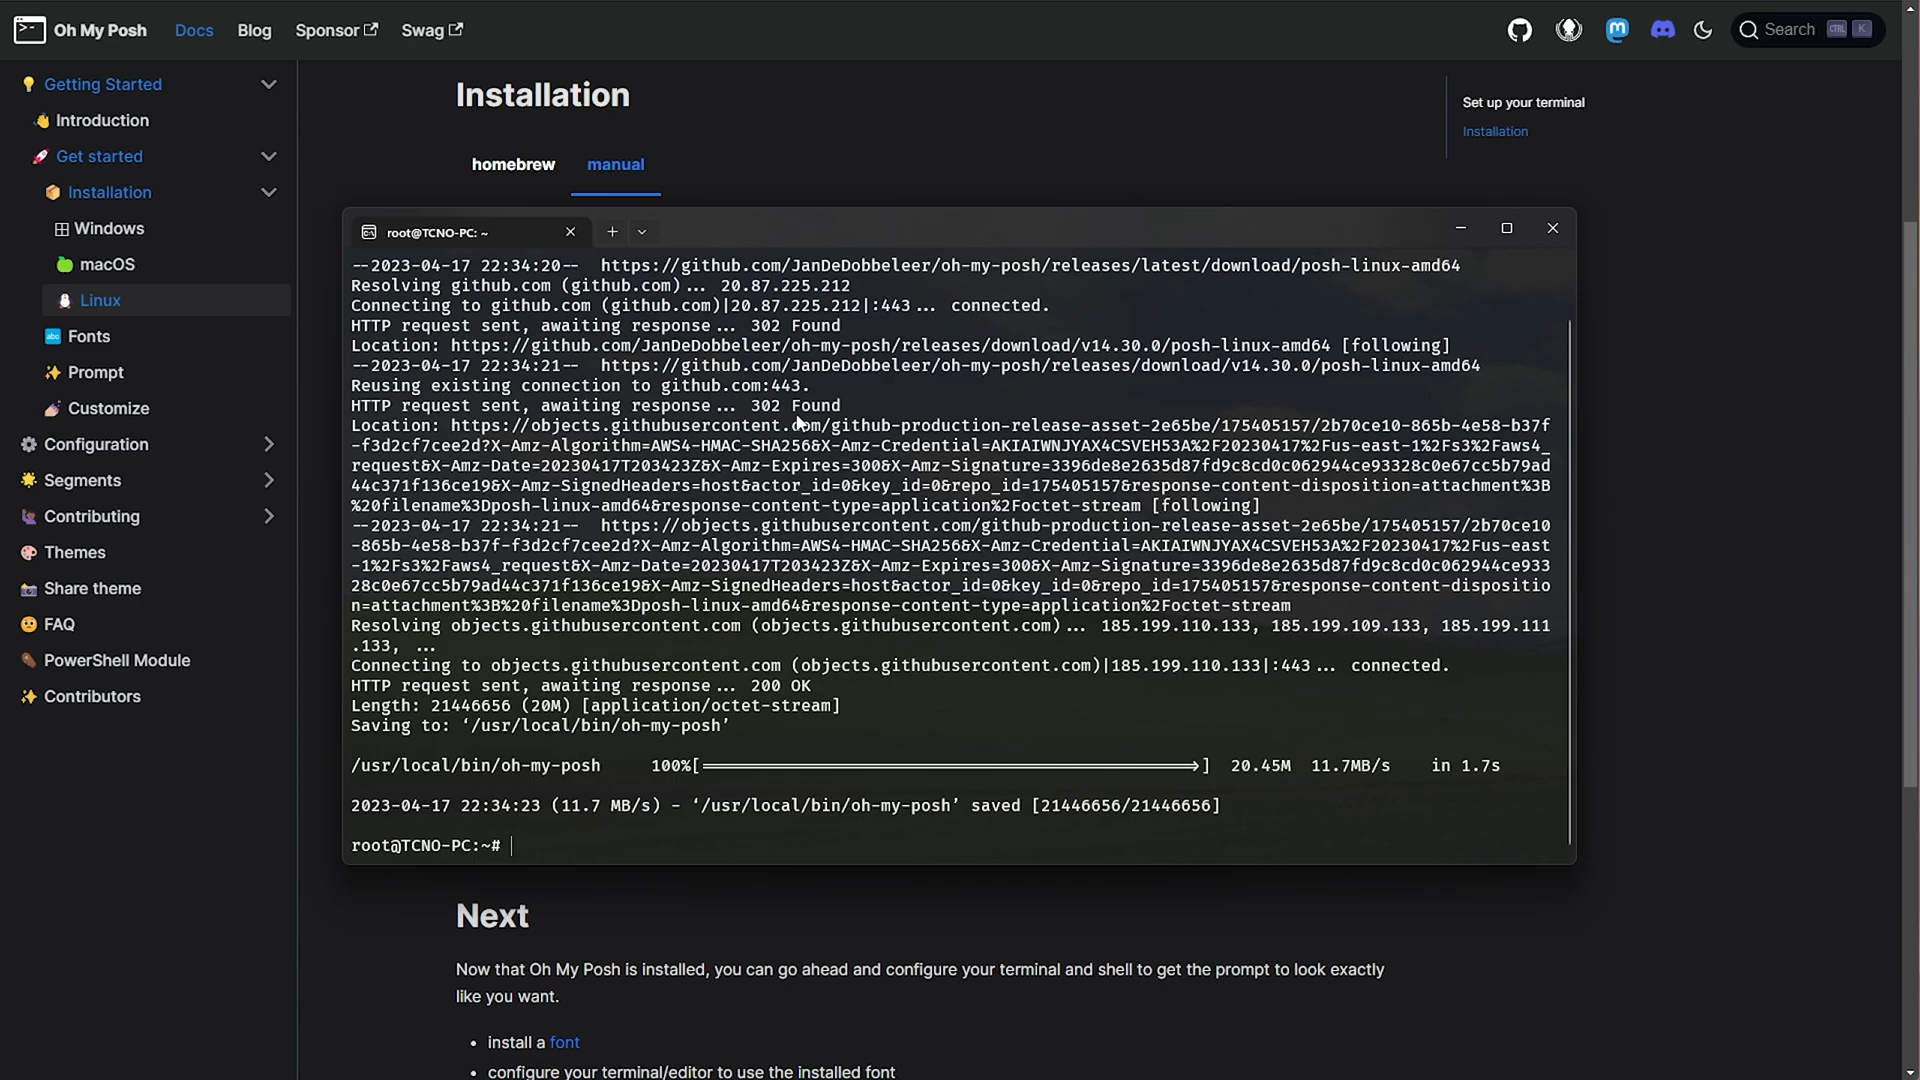 Oh My Posh Docs Blog Sponsor Swag Search CTRL K
Getting Started
Introduction
Get started
Installation
Windows
macOS
Linux
Fonts
Prompt
Customize
Configuration
Segments
Contributing
Themes
Share theme
FAQ
PowerShell Module
Contributors
Installation
homebrew manual
Set up your terminal
Installation
root@TCNO-PC: ~
--2023-04-17 22:34:20--  https://github.com/JanDeDobbeleer/oh-my-posh/releases/latest/download/posh-linux-amd64
Resolving github.com (github.com)... 20.87.225.212
Connecting to github.com (github.com)|20.87.225.212|:443... connected.
HTTP request sent, awaiting response... 302 Found
Location: https://github.com/JanDeDobbeleer/oh-my-posh/releases/download/v14.30.0/posh-linux-amd64 [following]
--2023-04-17 22:34:21--  https://github.com/JanDeDobbeleer/oh-my-posh/releases/download/v14.30.0/posh-linux-amd64
Reusing existing connection to github.com:443.
HTTP request sent, awaiting response... 302 Found
Location: https://objects.githubusercontent.com/github-production-release-asset-2e65be/175405157/2b70ce10-865b-4e58-b37f
-f3d2cf7cee2d?X-Amz-Algorithm=AWS4-HMAC-SHA256&X-Amz-Credential=AKIAIWNJYAX4CSVEH53A%2F20230417%2Fus-east-1%2Fs3%2Faws4_
request&X-Amz-Date=20230417T203423Z&X-Amz-Expires=300&X-Amz-Signature=3396de8e2635d87fd9c8cd0c062944ce93328c0e67cc5b79ad
44c371f136ce19&X-Amz-SignedHeaders=host&actor_id=0&key_id=0&repo_id=175405157&response-content-disposition=attachment%3B
%20filename%3Dposh-linux-amd64&response-content-type=application%2Foctet-stream [following]
--2023-04-17 22:34:21--  https://objects.githubusercontent.com/github-production-release-asset-2e65be/175405157/2b70ce10
-865b-4e58-b37f-f3d2cf7cee2d?X-Amz-Algorithm=AWS4-HMAC-SHA256&X-Amz-Credential=AKIAIWNJYAX4CSVEH53A%2F20230417%2Fus-east
-1%2Fs3%2Faws4_request&X-Amz-Date=20230417T203423Z&X-Amz-Expires=300&X-Amz-Signature=3396de8e2635d87fd9c8cd0c062944ce933
28c0e67cc5b79ad44c371f136ce19&X-Amz-SignedHeaders=host&actor_id=0&key_id=0&repo_id=175405157&response-content-dispositio
n=attachment%3B%20filename%3Dposh-linux-amd64&response-content-type=application%2Foctet-stream
Resolving objects.githubusercontent.com (objects.githubusercontent.com)... 185.199.110.133, 185.199.109.133, 185.199.111
.133, ...
Connecting to objects.githubusercontent.com (objects.githubusercontent.com)|185.199.110.133|:443... connected.
HTTP request sent, awaiting response... 200 OK
Length: 21446656 (20M) [application/octet-stream]
Saving to: ‘/usr/local/bin/oh-my-posh’
/usr/local/bin/oh-my-posh 100%[=================================================>] 20.45M 11.7MB/s in 1.7s
2023-04-17 22:34:23 (11.7 MB/s) - ‘/usr/local/bin/oh-my-posh’ saved [21446656/21446656]
root@TCNO-PC:~#
Next
Now that Oh My Posh is installed, you can go ahead and configure your terminal and shell to get the prompt to look exactly
like you want.
• install a font
• configure your terminal/editor to use the installed font